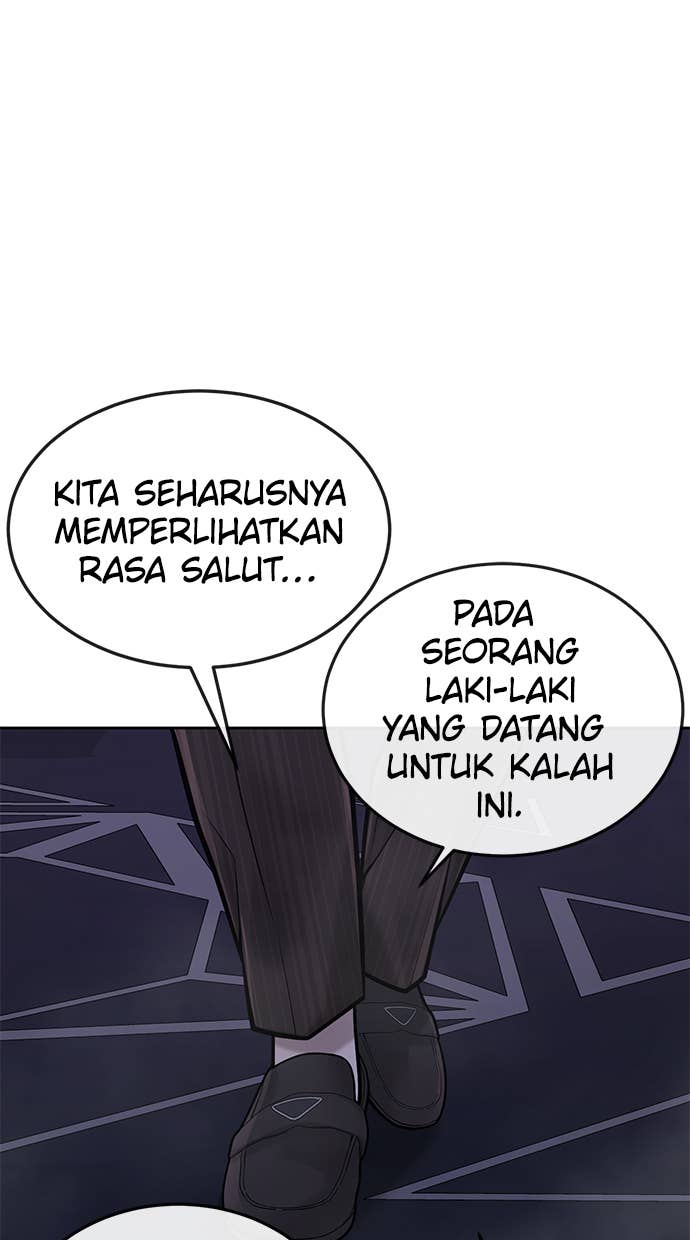 KITA SEHARUSNYA
MEMPERLIHATKAN
RASA SALUT...
PADA
SEORANG
LAKI-LAKI
YANG DATANG
UNTUK KALAH
INI.